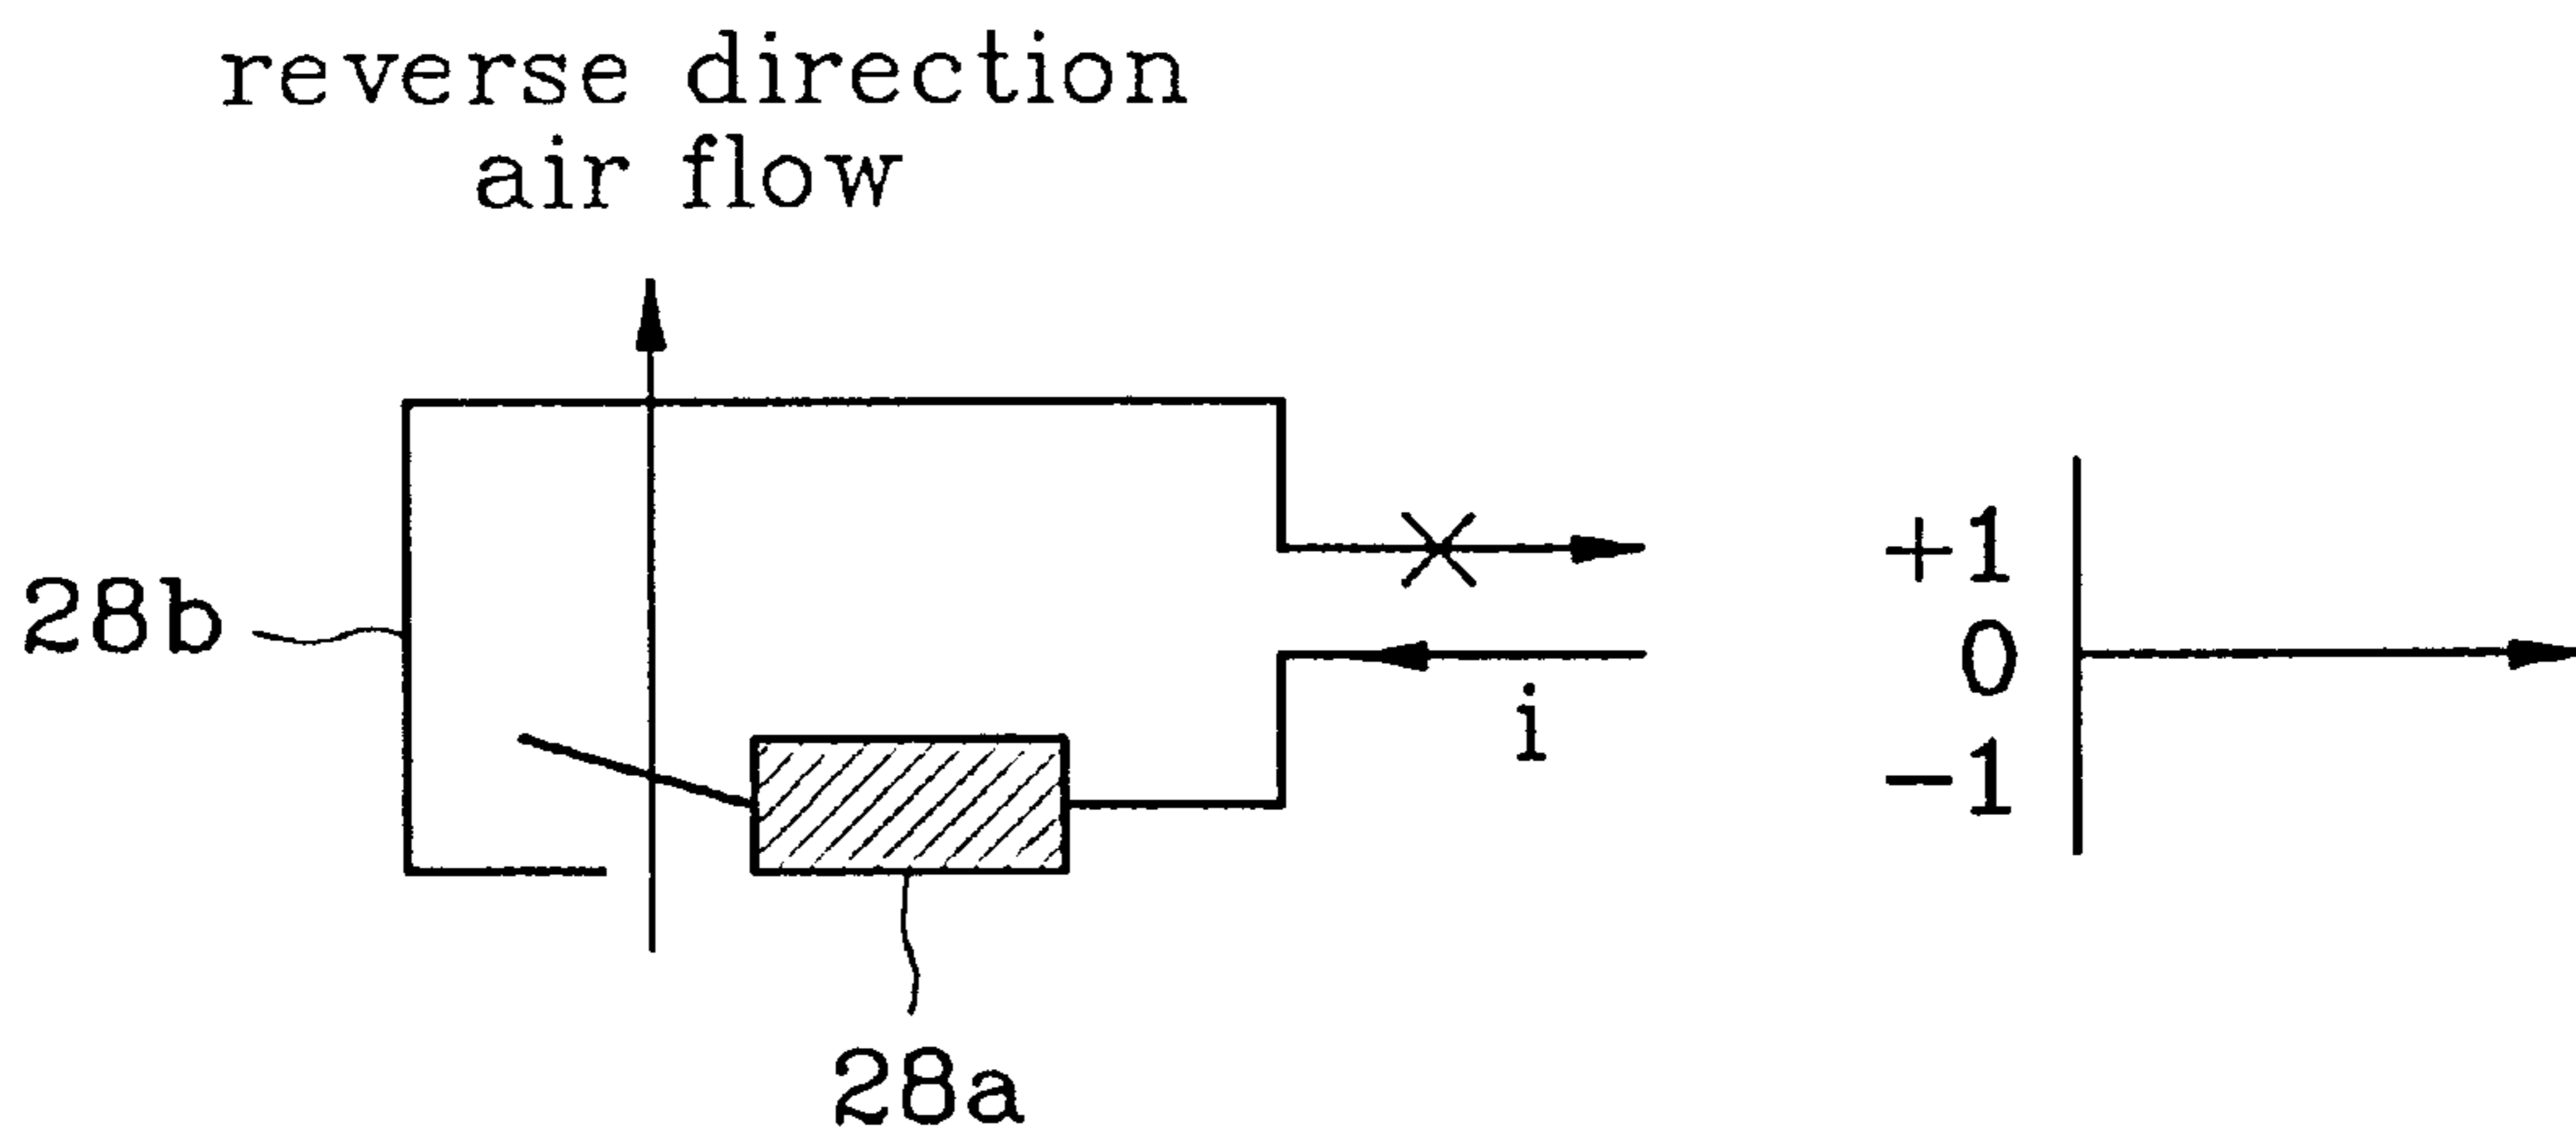 reverse direction
air flow
28b
i
28a
+1
0
−1